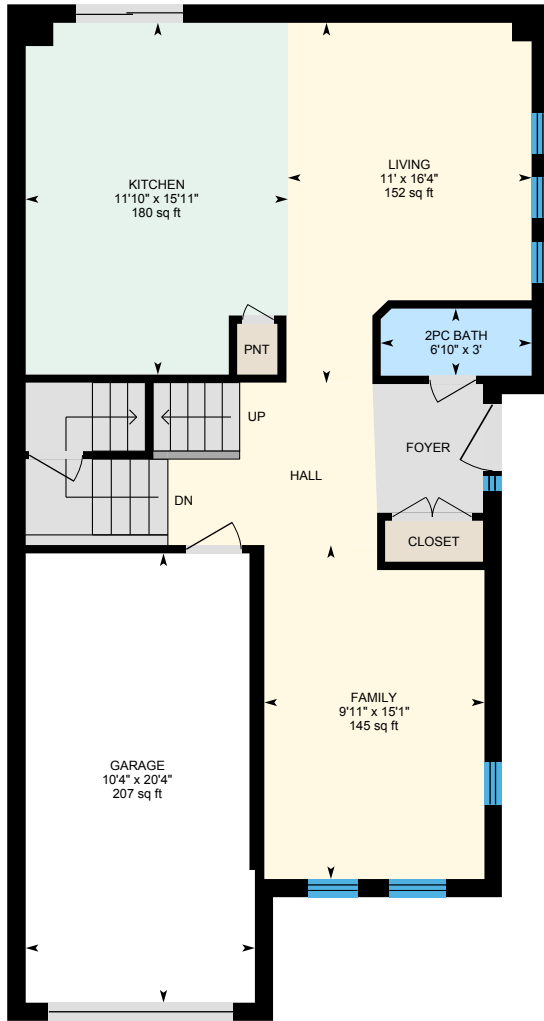 LIVING
11' x 16'4"
152 sq ft
KITCHEN
11'10" x 15'11"
180 sq ft
PNT
2PC BATH
6'10" x 3'
UP
FOYER
HALL
DN
CLOSET
FAMILY
9'11" x 15'1"
145 sq ft
GARAGE
10'4" x 20'4"
207 sq ft